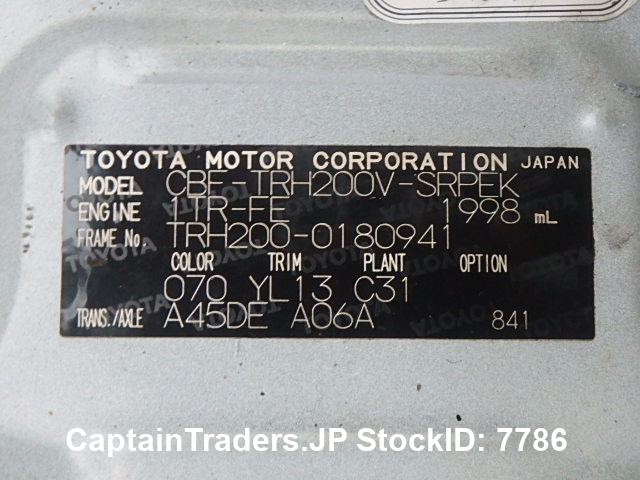 TOYOTA MOTOR CORPORATION JAPAN
MODEL CBF-TRH200V-SRPEK
ENGINE 1TR-FE 1998 mL
FRAME No. TRH200-0180941
COLOR TRIM PLANT OPTION
070 YL13 C31
TRANS./AXLE A45DE A06A 841
CaptainTraders.JP StockID: 7786